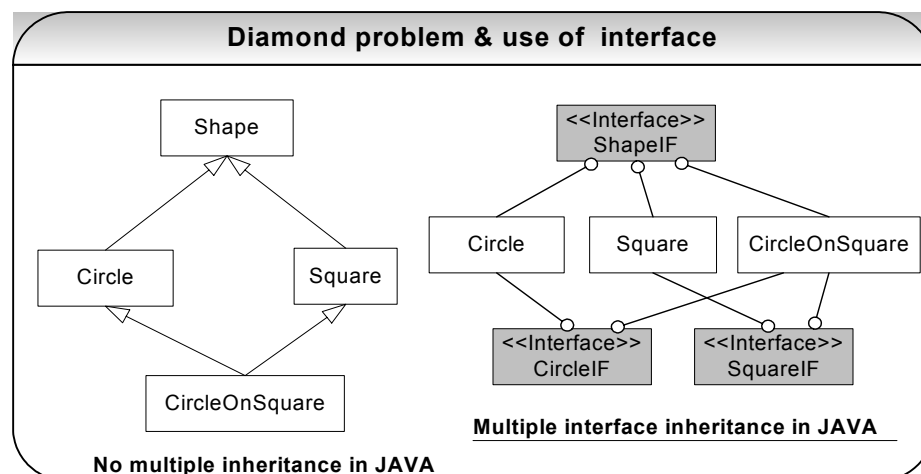 Diamond problem & use of interface
Shape
Circle
Square
CircleOnSquare
No multiple inheritance in JAVA
<<Interface>>
ShapeIF
Circle
Square
CircleOnSquare
<<Interface>>
CircleIF
<<Interface>>
SquareIF
Multiple interface inheritance in JAVA